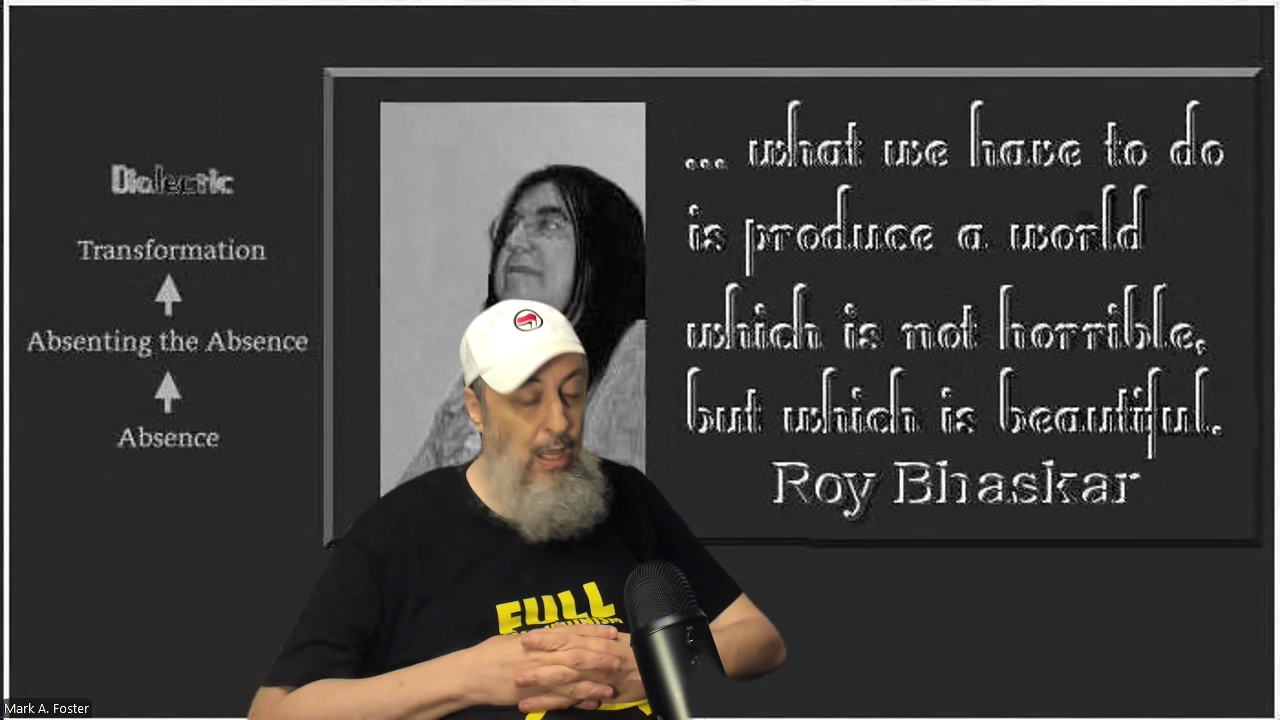 Dialectic
Transformation
Absenting the Absence
Absence
... what we have to do
is produce a world
which is not horrible,
but which is beautiful.
Roy Bhaskar
FULL
Mark A. Foster